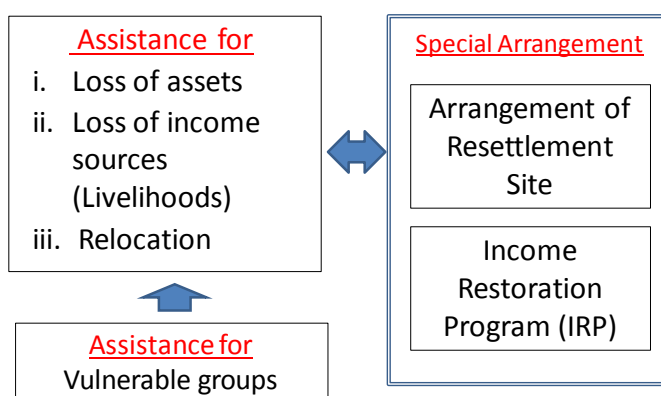 Assistance for
i. Loss of assets
ii. Loss of income
sources
(Livelihoods)
iii. Relocation
Assistance for
Vulnerable groups
Special Arrangement
Arrangement of
Resettlement
Site
Income
Restoration
Program (IRP)